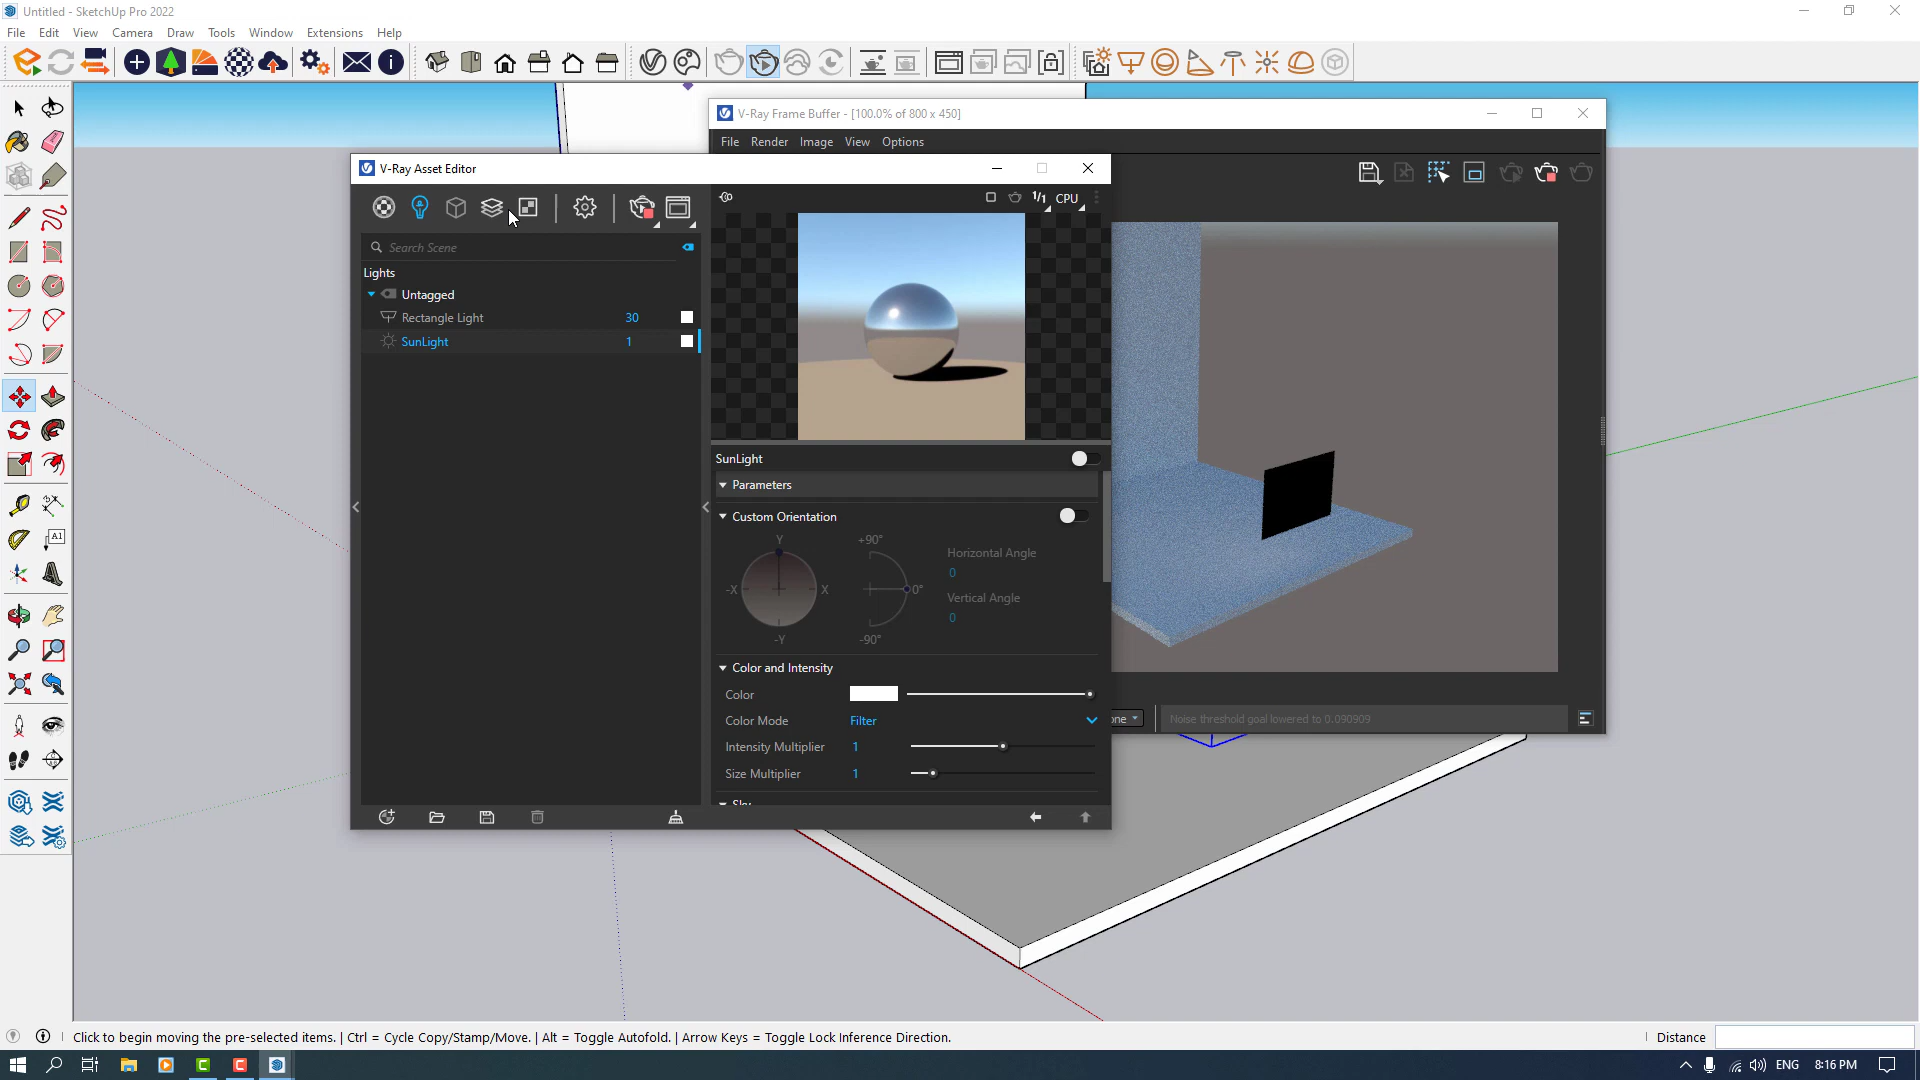 Untitled - SketchUp Pro 2022
File Edit View Camera Draw Tools Window Extensions Help
V-Ray Frame Buffer - [100.0% of 800 x 450]
File Render Image View Options
V-Ray Asset Editor
1/1 CPU
Search Scene
Lights
Untagged
Rectangle Light 30
SunLight 1
SunLight
Parameters
Custom Orientation
Y +90°
Horizontal Angle
0
-X X 0°
Vertical Angle
0
-Y -90°
Color and Intensity
Color
Color Mode Filter
Intensity Multiplier 1
Size Multiplier 1
Sky
A1
Noise threshold goal lowered to 0.090909
Click to begin moving the pre-selected items. | Ctrl = Cycle Copy/Stamp/Move. | Alt = Toggle Autofold. | Arrow Keys = Toggle Lock Inference Direction.
Distance
ENG 8:16 PM